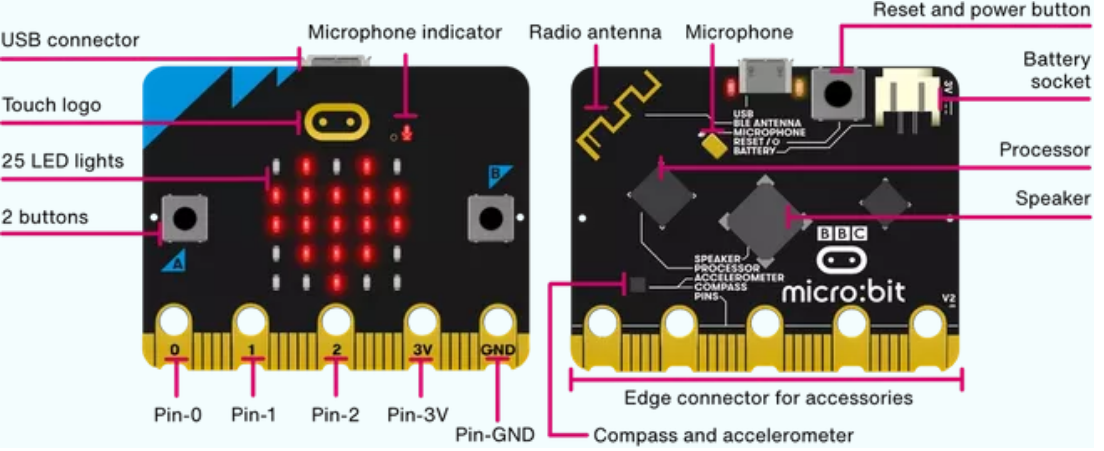 Reset and power button
USB connector
Microphone indicator
Radio antenna
Microphone
Battery
socket
Touch logo
3V
USB
BLE ANTENNA
MICROPHONE
RESET /
BATTERY
25 LED lights
B
Processor
2 buttons
Speaker
A
BBC
SPEAKER
PROCESSOR
ACCELEROMETER
COMPASS
PINS
micro:bit
V2
0 1 2 3V GND
Pin-0
Pin-1
Pin-2
Pin-3V
Pin-GND
Edge connector for accessories
Compass and accelerometer